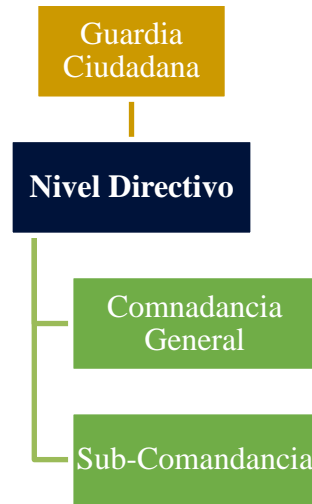 Guardia
Ciudadana
Nivel Directivo
Comnadancia
General
Sub-Comandancia